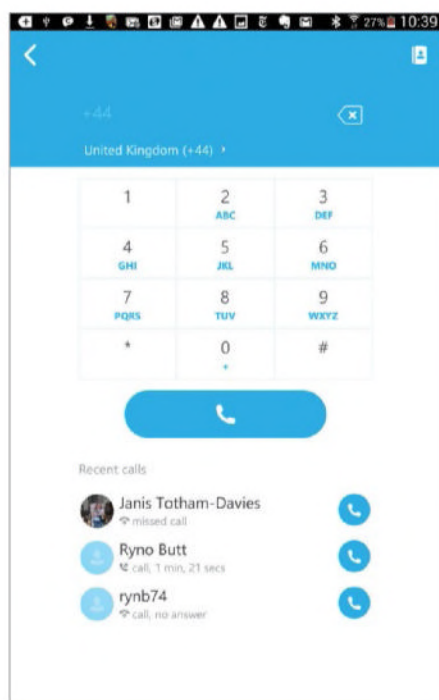 27% 10:39
+44
United Kingdom (+44) ›
1 2 3
ABC DEF
4 5 6
GHI JKL MNO
7 8 9
PQRS TUV WXYZ
* 0 #
+
Recent calls
Janis Totham-Davies
missed call
Ryno Butt
call, 1 min, 21 secs
rynb74
call, no answer